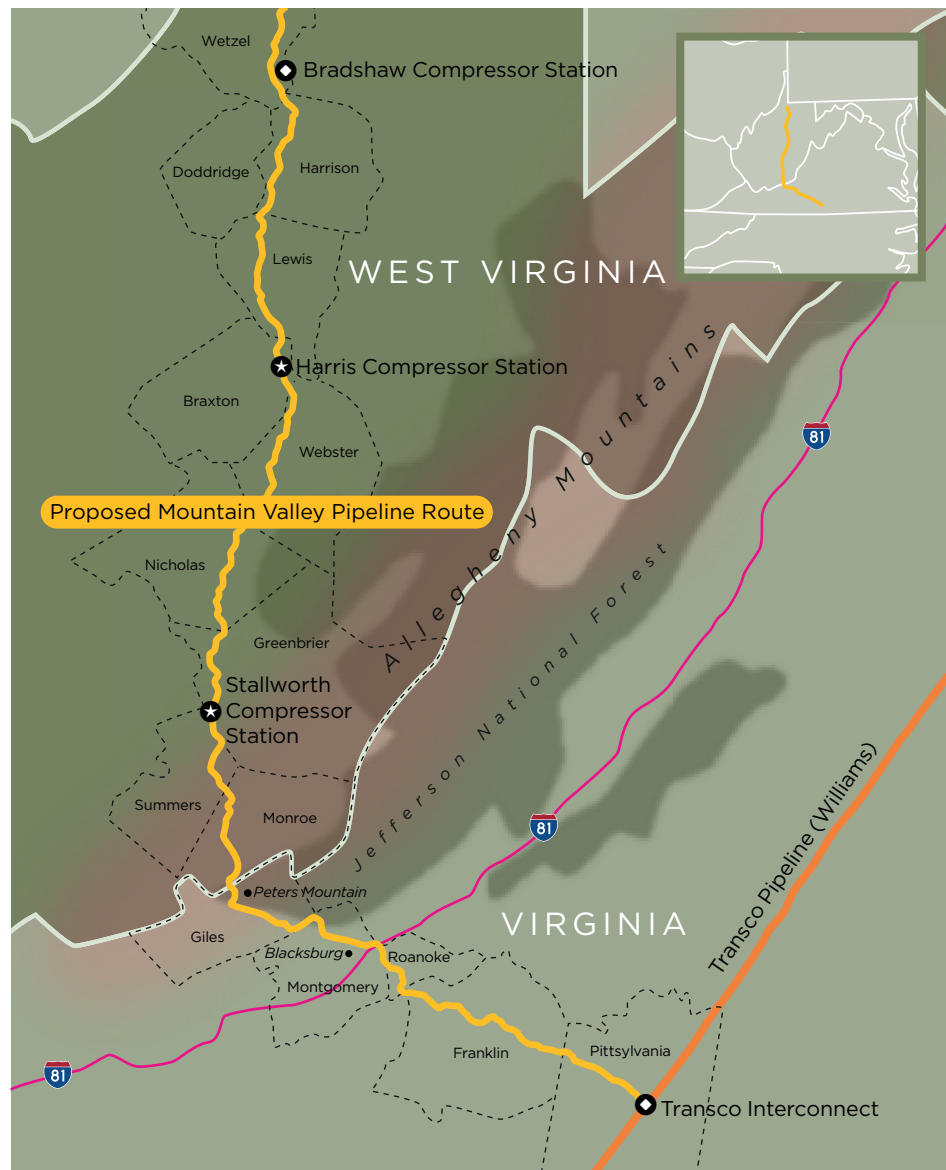 Wetzel
Bradshaw Compressor Station
Doddridge
Harrison
Lewis
WEST VIRGINIA
Harris Compressor Station
Braxton
Webster
81
Allegheny Mountains
Proposed Mountain Valley Pipeline Route
Nicholas
Greenbrier
Jefferson National Forest
Stallworth
Compressor
Station
Summers
Monroe
81
Transco Pipeline (Williams)
Peters Mountain
VIRGINIA
Giles
Blacksburg
Roanoke
Montgomery
Franklin
Pittsylvania
81
Transco Interconnect